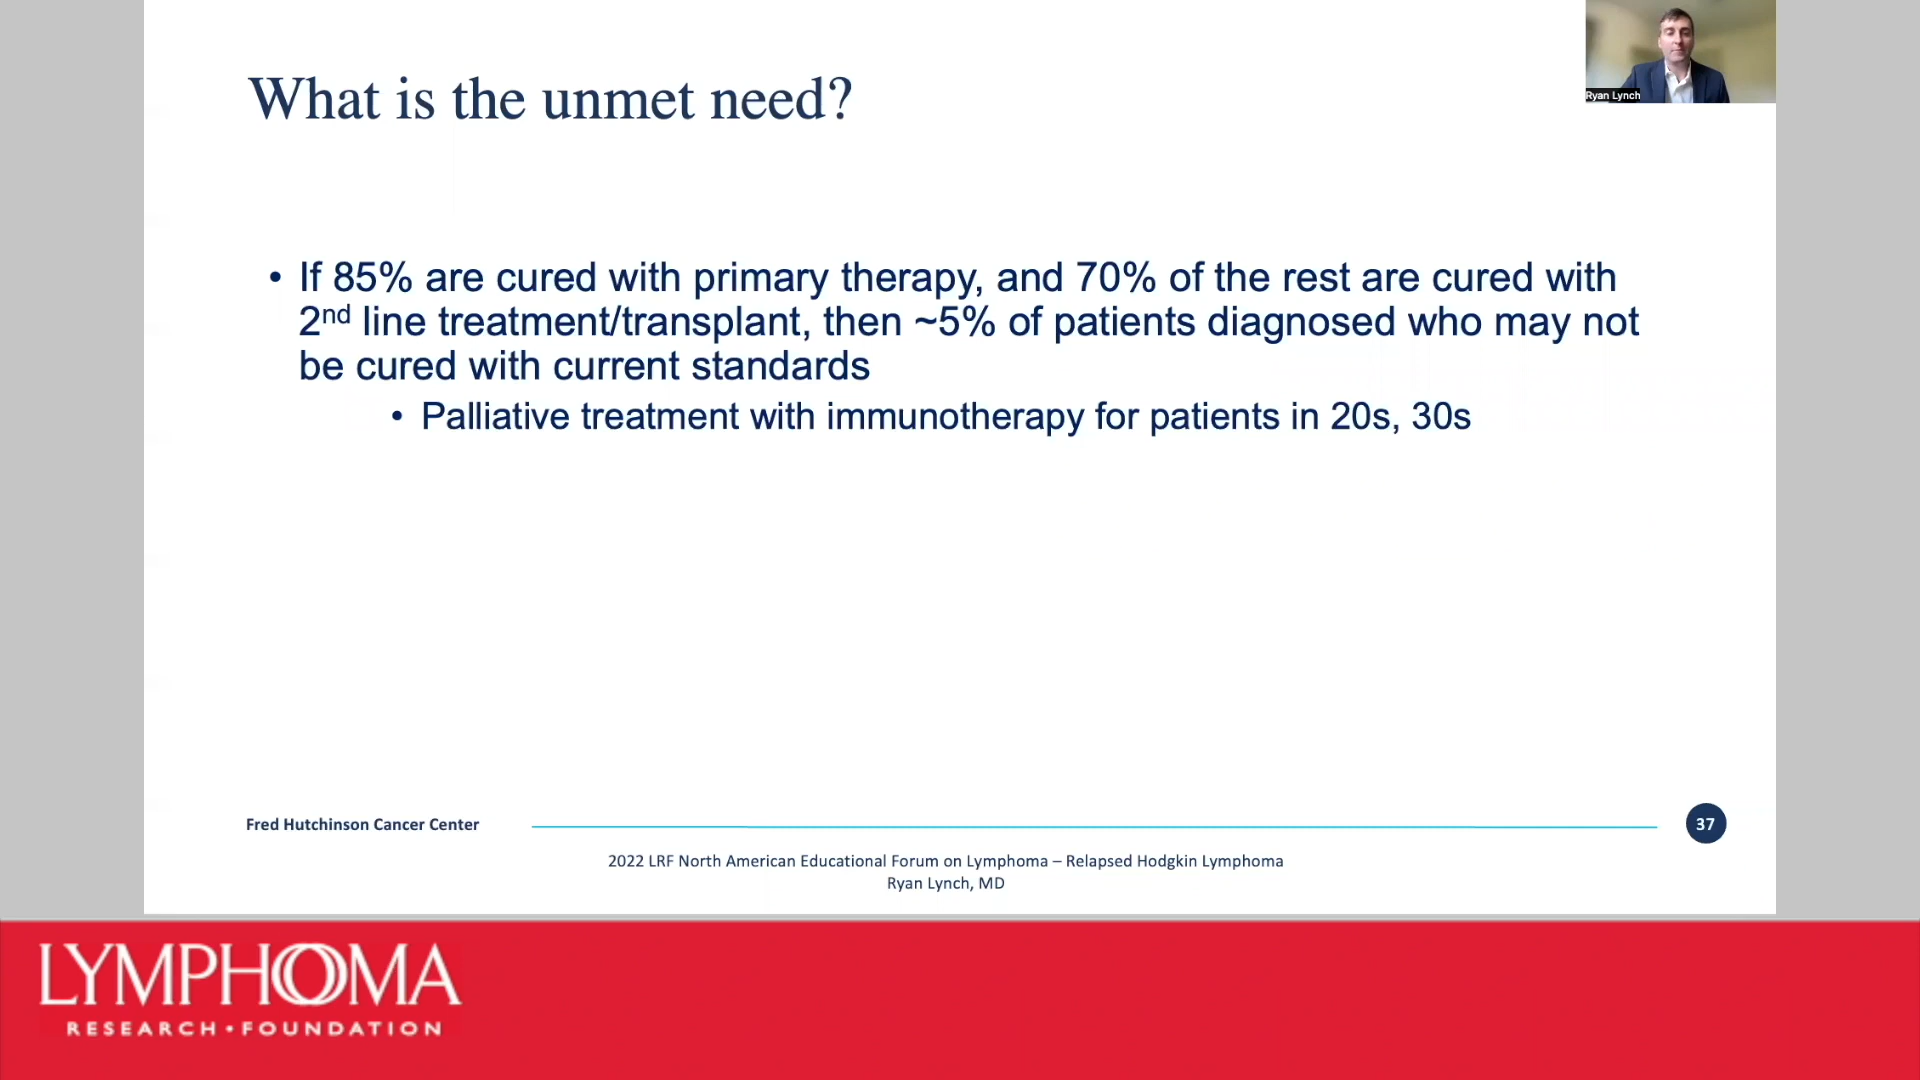 What is the unmet need?
Ryan Lynch
• If 85% are cured with primary therapy, and 70% of the rest are cured with
2nd line treatment/transplant, then ~5% of patients diagnosed who may not
be cured with current standards
• Palliative treatment with immunotherapy for patients in 20s, 30s
Fred Hutchinson Cancer Center
37
2022 LRF North American Educational Forum on Lymphoma – Relapsed Hodgkin Lymphoma
Ryan Lynch, MD
LYMPHOMA
RESEARCH • FOUNDATION